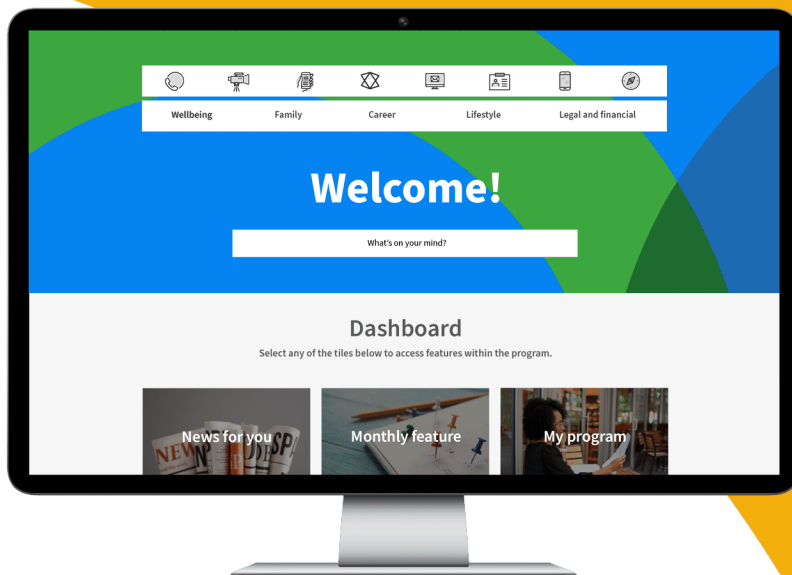 Wellbeing
Family
Career
Lifestyle
Legal and financial
Welcome!
What's on your mind?
Dashboard
Select any of the tiles below to access features within the program.
News for you
Monthly feature
My program